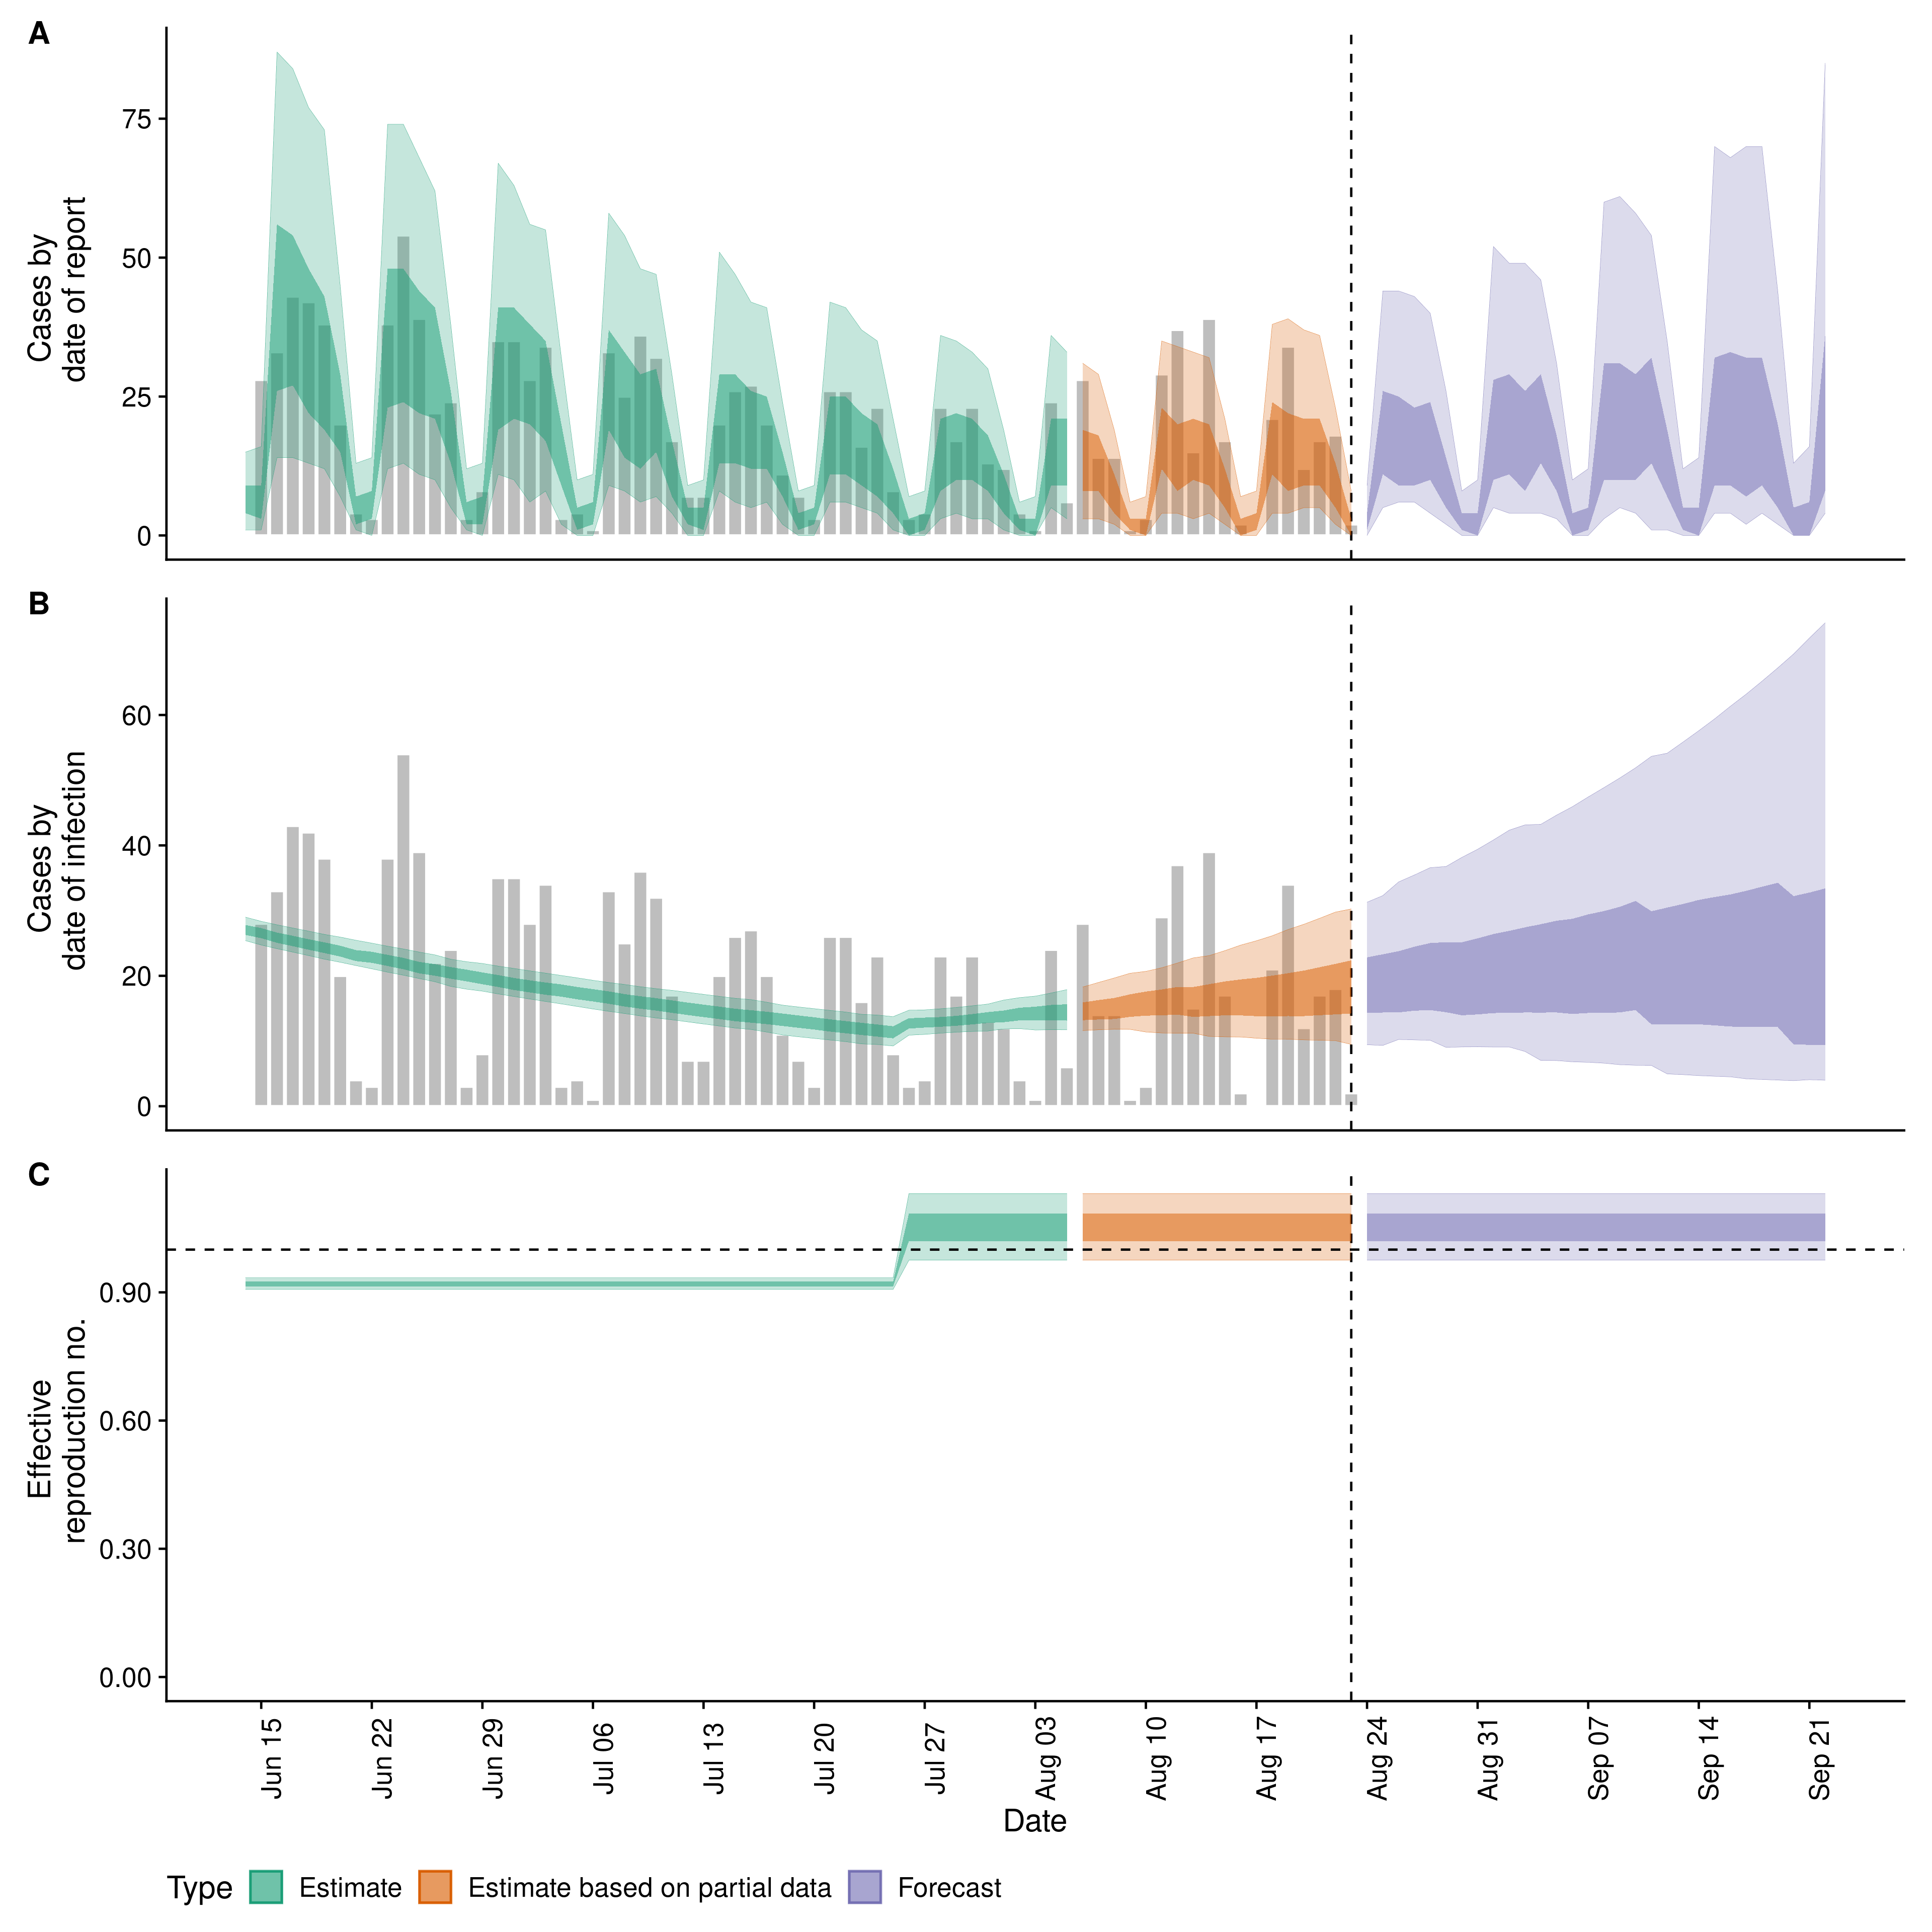 A
Cases by
date of report
75
50
25
0
B
Cases by
date of infection
60
40
20
0
C
Effective
reproduction no.
0.90
0.60
0.30
0.00
Jun 15
Jun 22
Jun 29
Jul 06
Jul 13
Jul 20
Jul 27
Aug 03
Aug 10
Aug 17
Aug 24
Aug 31
Sep 07
Sep 14
Sep 21
Date
Type
Estimate
Estimate based on partial data
Forecast